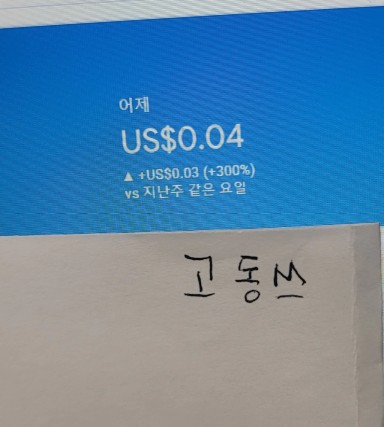 어제
US$0.04
▲ +US$0.03 (+300%)
vs 지난주 같은 요일
고동쓰